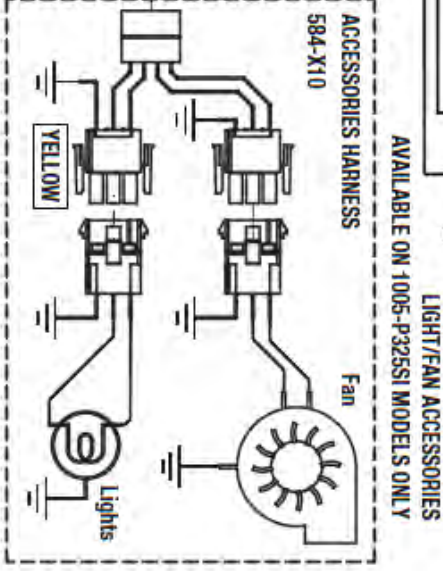 LIGHT/FAN ACCESSORIES
AVAILABLE ON 1005-P325SI MODELS ONLY
ACCESSORIES HARNESS
584-X10
Fan
YELLOW
Lights